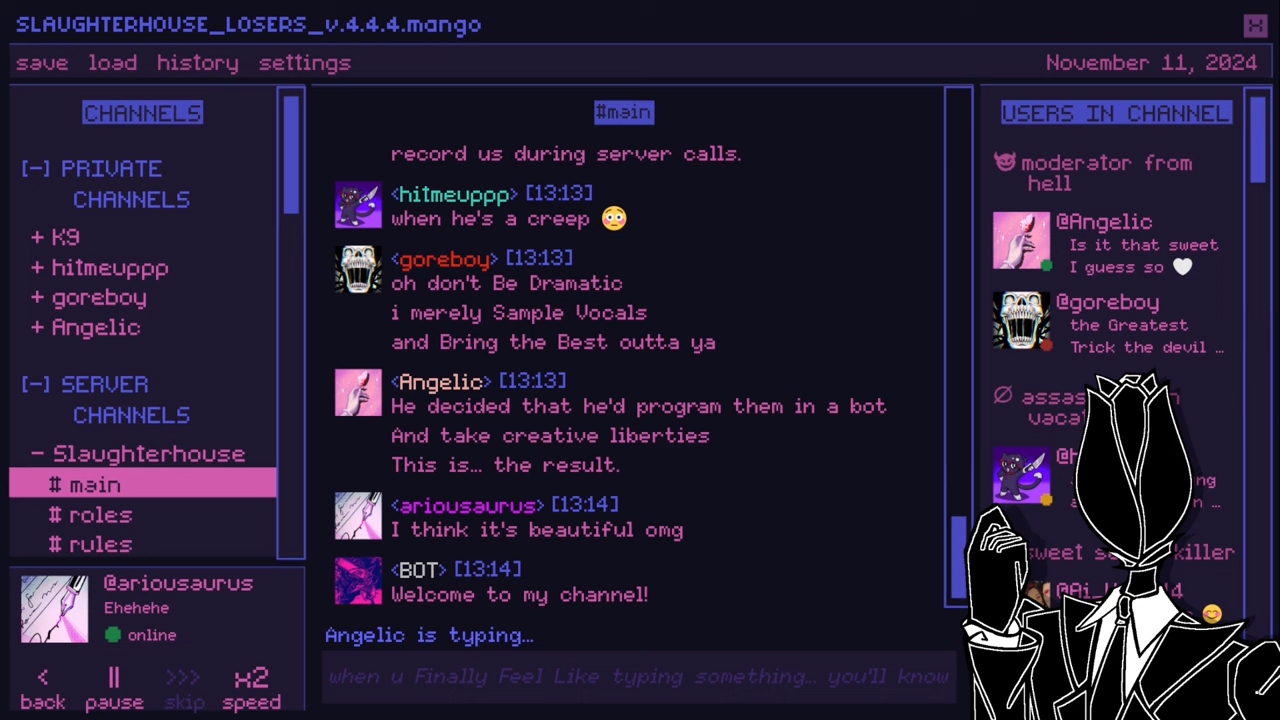 SLAUGHTERHOUSE_LOSERS_v.4.4.4.mango
save load history settings
November 11, 2024
CHANNELS
[-] PRIVATE
CHANNELS
+ K9
+ hitmeuppp
+ goreboy
+ Angelic
[-] SERVER
CHANNELS
- Slaughterhouse
# main
# roles
# rules
@ariousaurus
Ehehehe
online
< || >>> x2
back pause skip speed
#main
record us during server calls.
<hitmeuppp> [13:13]
when he's a creep 😳
<goreboy> [13:13]
oh don't Be Dramatic
i merely Sample Vocals
and Bring the Best outta ya
<Angelic> [13:13]
He decided that he'd program them in a bot
And take creative liberties
This is... the result.
<ariousaurus> [13:14]
I think it's beautiful omg
<BOT> [13:14]
Welcome to my channel!
Angelic is typing...
when u Finally Feel Like typing something... you'll know
USERS IN CHANNEL
moderator from
hell
@Angelic
Is it that sweet
I guess so 🤍
@goreboy
the Greatest
Trick the devil ...
sweet killer